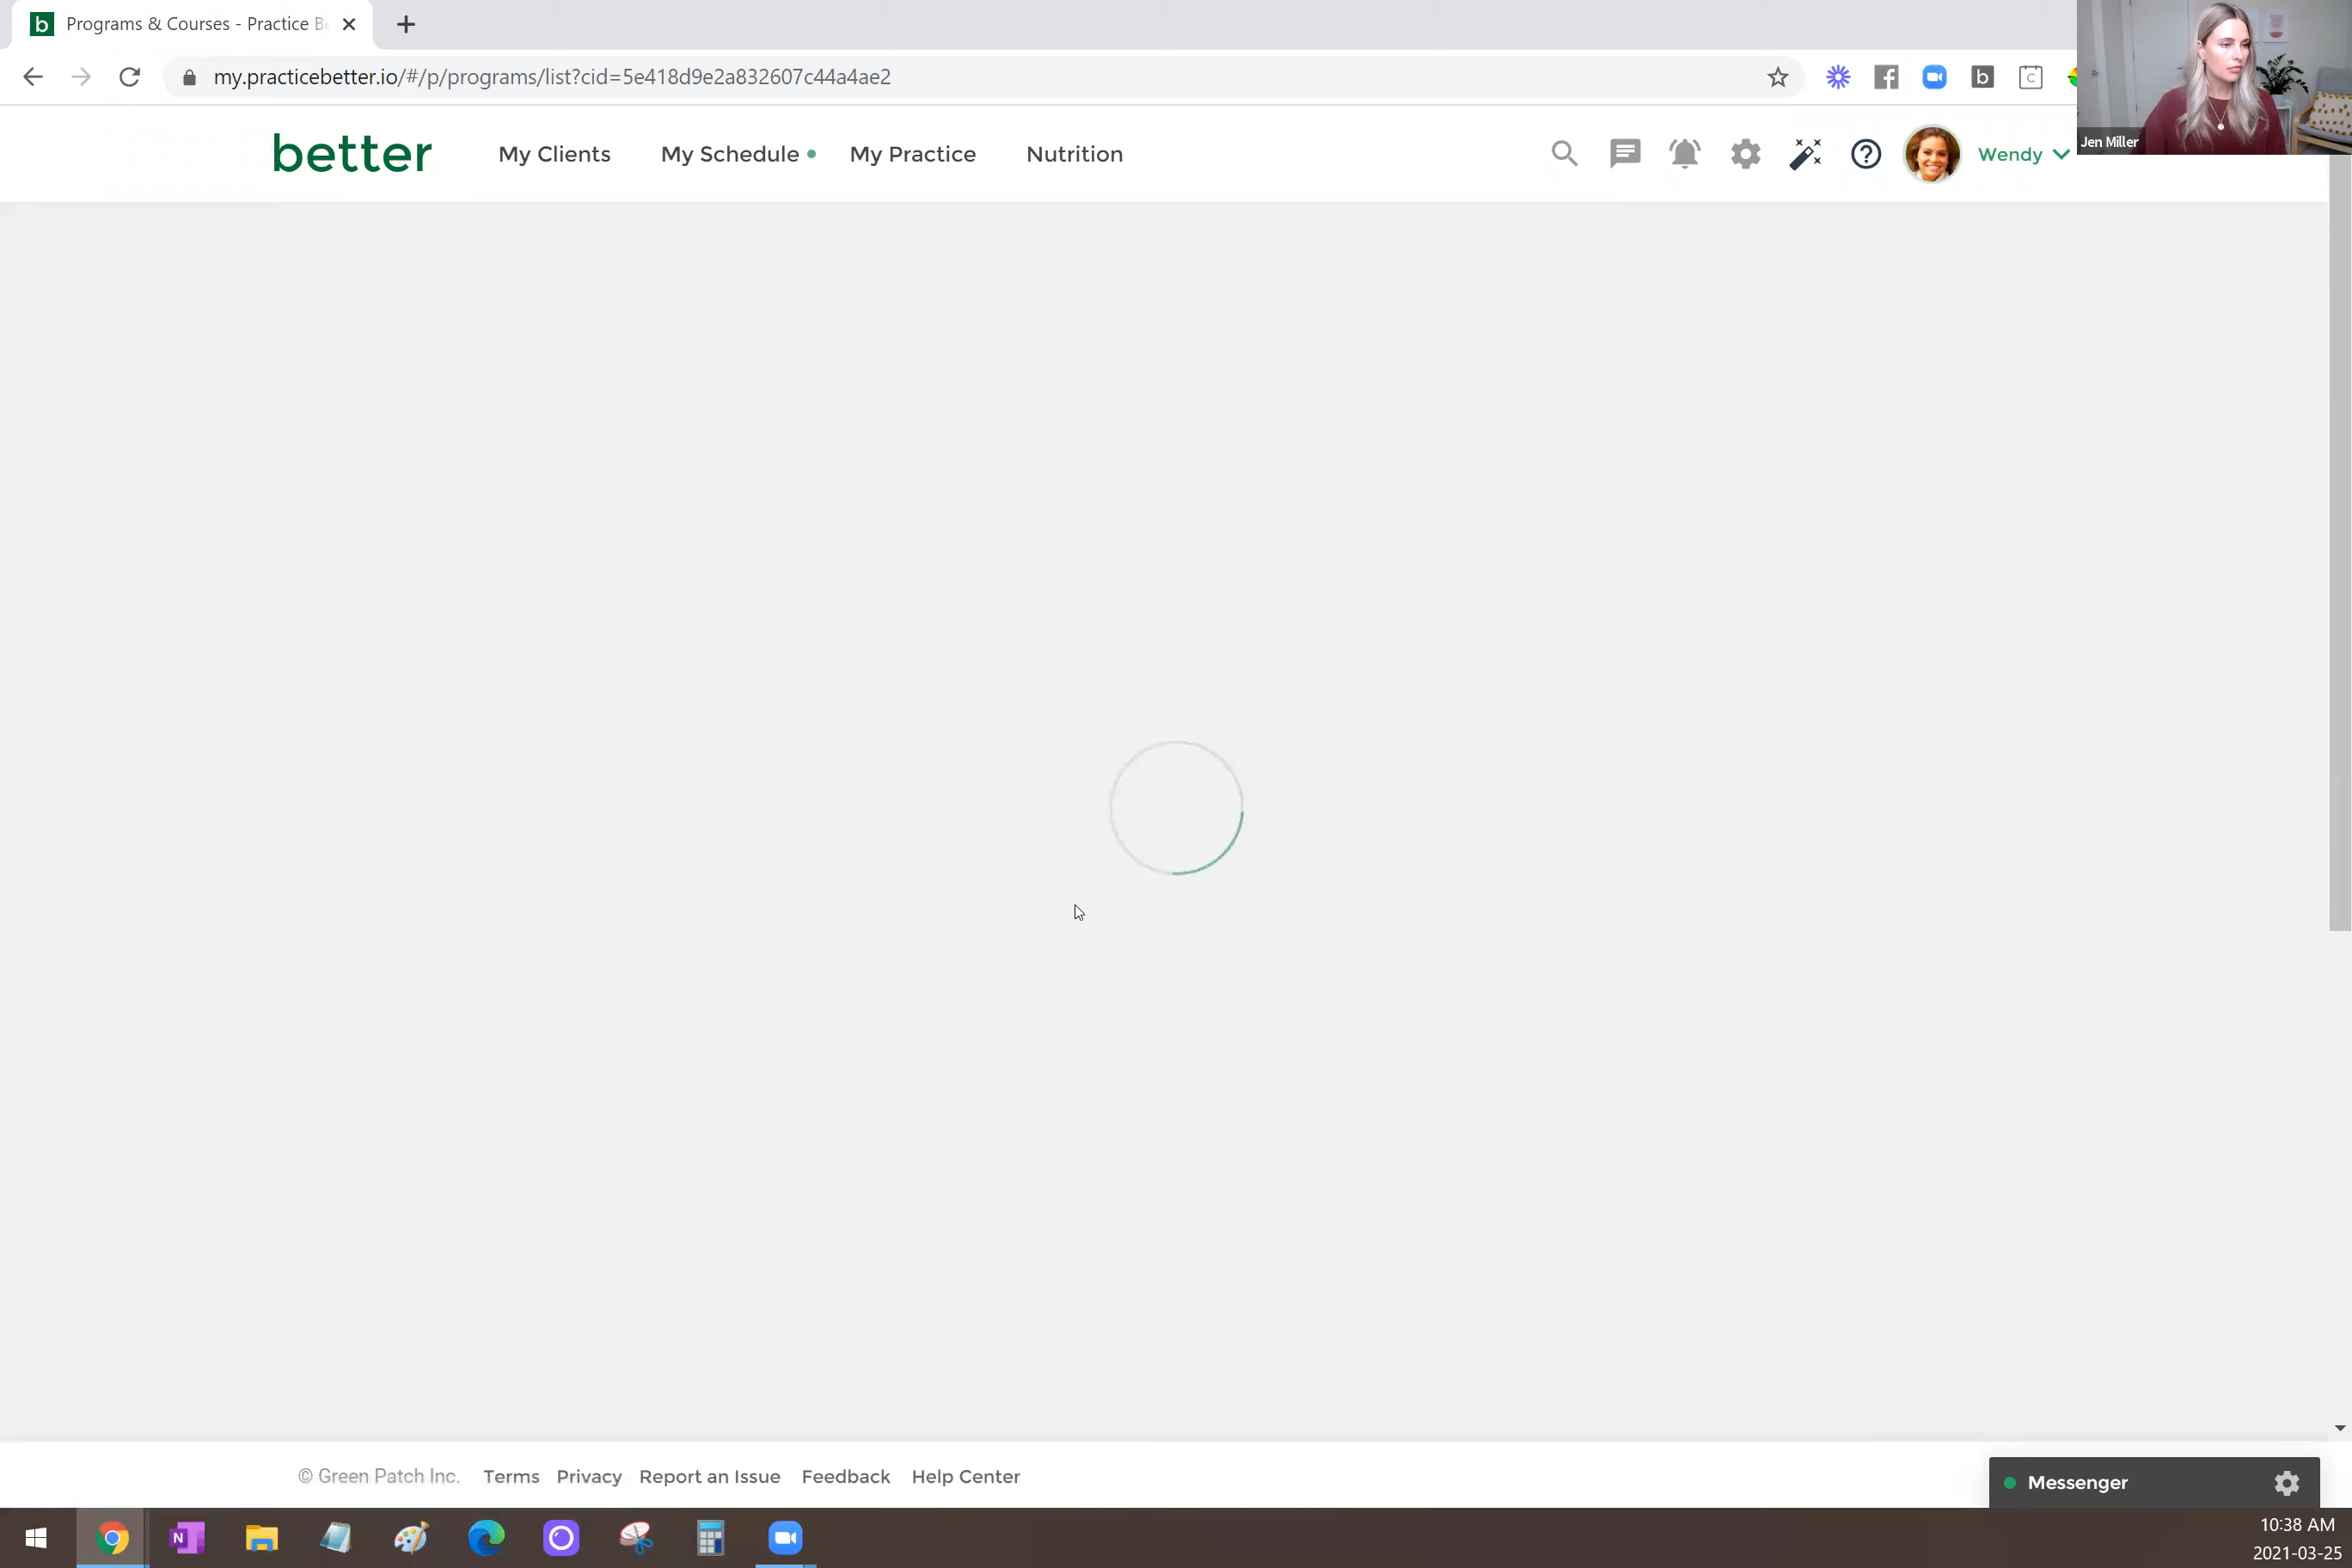 Programs & Courses - Practice B
my.practicebetter.io/#/p/programs/list?cid=5e418d9e2a832607c44a4ae2
better
My Clients
My Schedule
My Practice
Nutrition
Wendy
Jen Miller
© Green Patch Inc.
Terms
Privacy
Report an Issue
Feedback
Help Center
Messenger
10:38 AM
2021-03-25